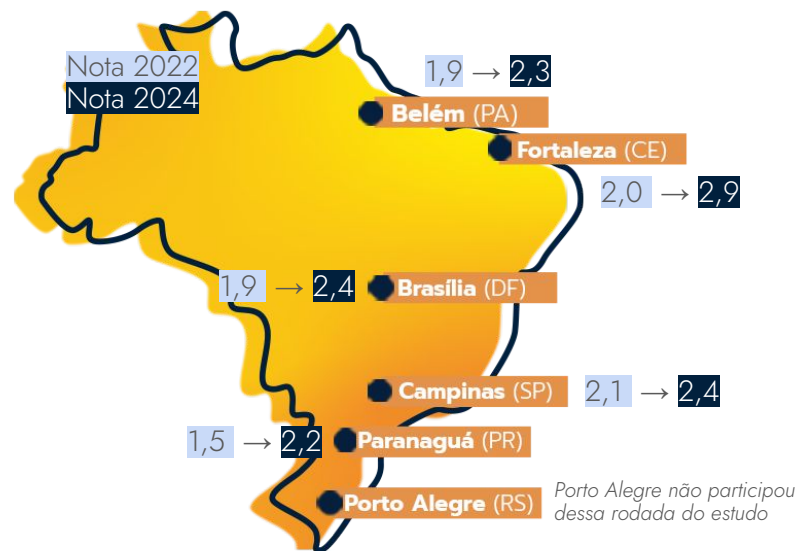 Nota 2022
Nota 2024
1,9 → 2,3
Belém (PA)
Fortaleza (CE)
2,0 → 2,9
1,9 → 2,4
Brasília (DF)
Campinas (SP)
2,1 → 2,4
1,5 → 2,2
Paranaguá (PR)
Porto Alegre (RS)
Porto Alegre não participou
dessa rodada do estudo